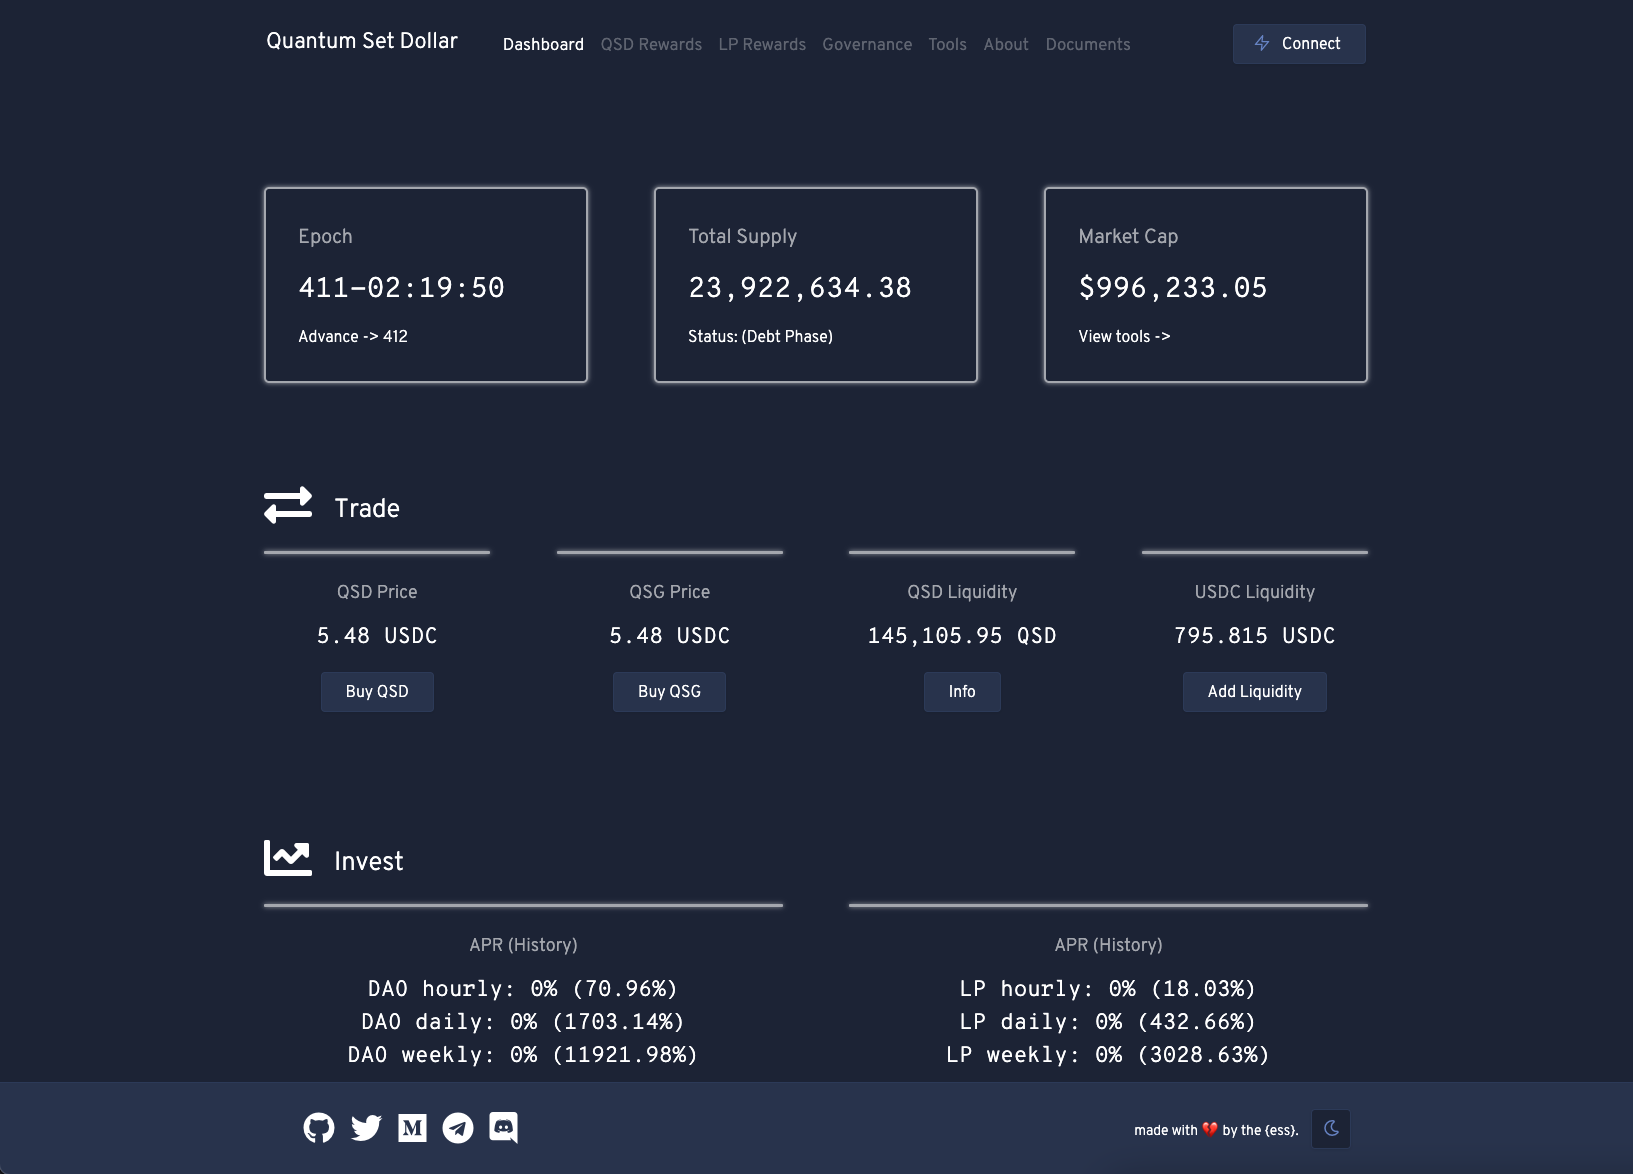 Quantum Set Dollar
Dashboard QSD Rewards LP Rewards Governance Tools About Documents
Connect
Epoch
411-02:19:50
Advance -> 412
Total Supply
23,922,634.38
Status: (Debt Phase)
Market Cap
$996,233.05
View tools ->
Trade
QSD Price
5.48 USDC
Buy QSD
QSG Price
5.48 USDC
Buy QSG
QSD Liquidity
145,105.95 QSD
Info
USDC Liquidity
795.815 USDC
Add Liquidity
Invest
APR (History)
DAO hourly: 0% (70.96%)
DAO daily: 0% (1703.14%)
DAO weekly: 0% (11921.98%)
APR (History)
LP hourly: 0% (18.03%)
LP daily: 0% (432.66%)
LP weekly: 0% (3028.63%)
made with 💔 by the {ess}.